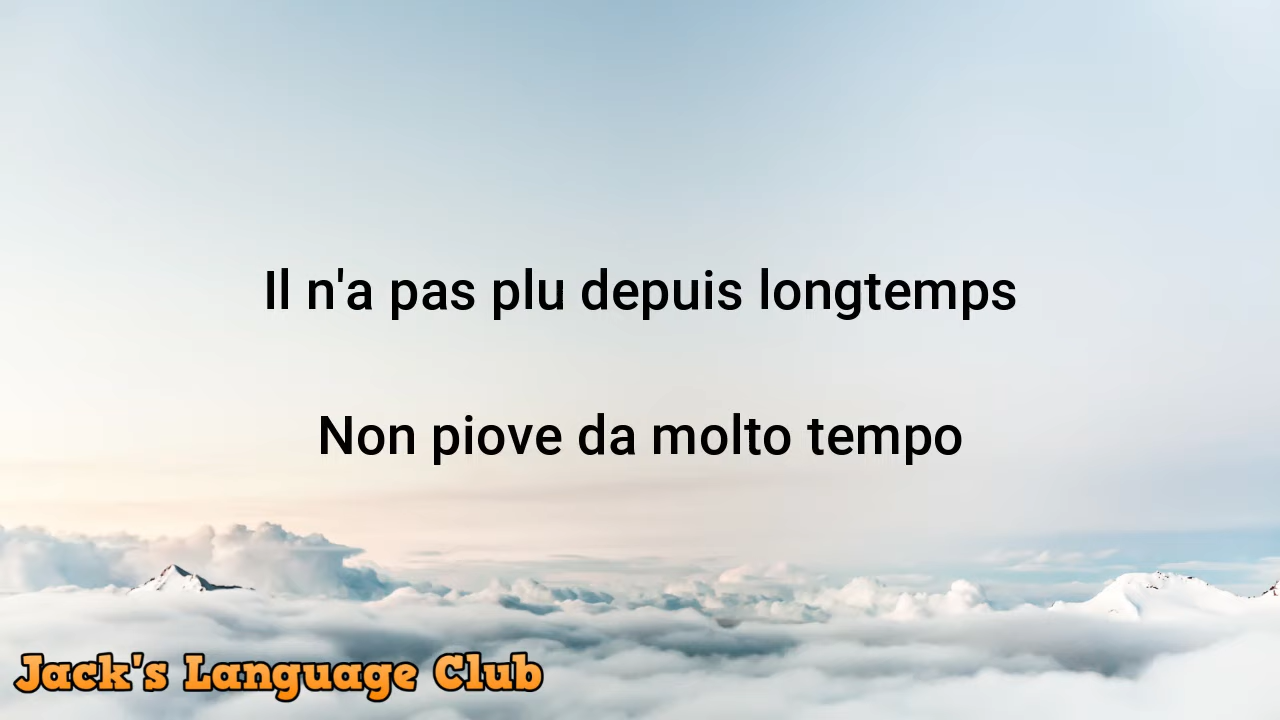 Il n'a pas plu depuis longtemps
Non piove da molto tempo
Jack's Language Club